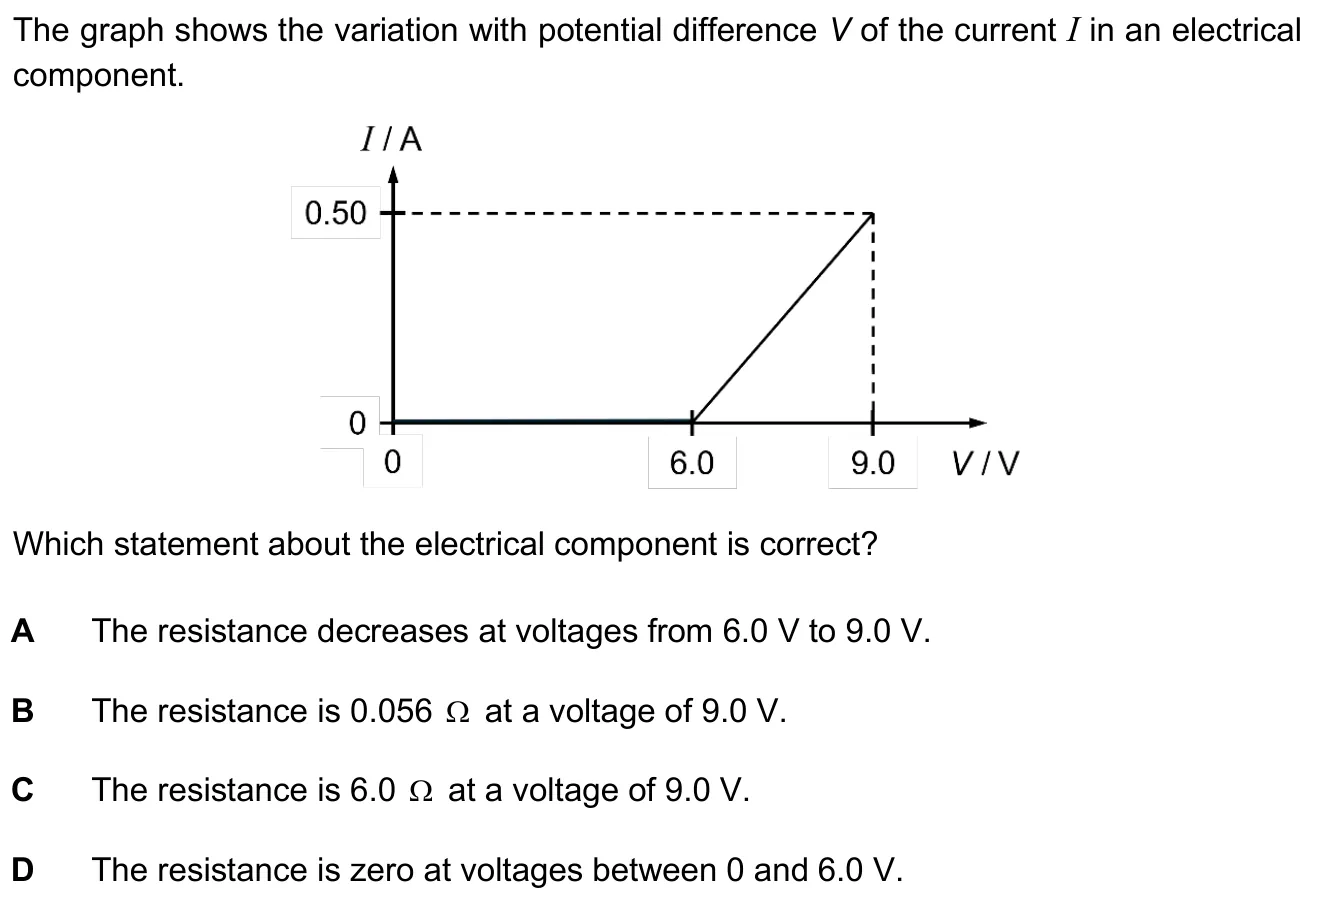 The graph shows the variation with potential difference V of the current I in an electrical
component.
I / A
0.50
0
0
6.0
9.0
V / V
Which statement about the electrical component is correct?
A The resistance decreases at voltages from 6.0 V to 9.0 V.
B The resistance is 0.056 Ω at a voltage of 9.0 V.
C The resistance is 6.0 Ω at a voltage of 9.0 V.
D The resistance is zero at voltages between 0 and 6.0 V.